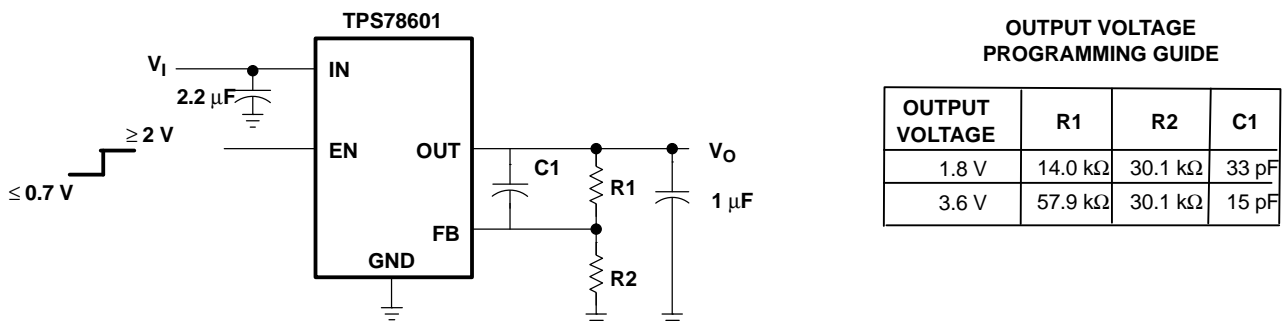 TPS78601
V_I
IN
2.2 μF
≥ 2 V
EN
OUT
≤ 0.7 V
C1
R1
V_O
1 μF
FB
GND
R2
OUTPUT VOLTAGE
PROGRAMMING GUIDE
OUTPUT VOLTAGE R1 R2 C1
1.8 V 14.0 kΩ 30.1 kΩ 33 pF
3.6 V 57.9 kΩ 30.1 kΩ 15 pF